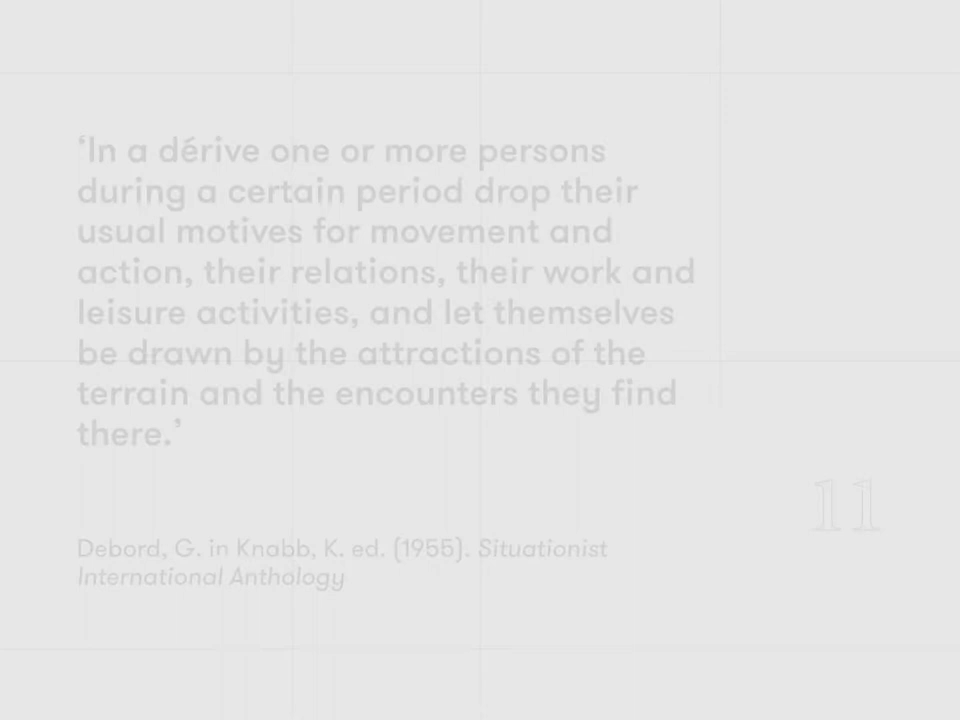 ‘In a dérive one or more persons
during a certain period drop their
usual motives for movement and
action, their relations, their work and
leisure activities, and let themselves
be drawn by the attractions of the
terrain and the encounters they find
there.’
11
Debord, G. in Knabb, K. ed. (1955). Situationist
International Anthology